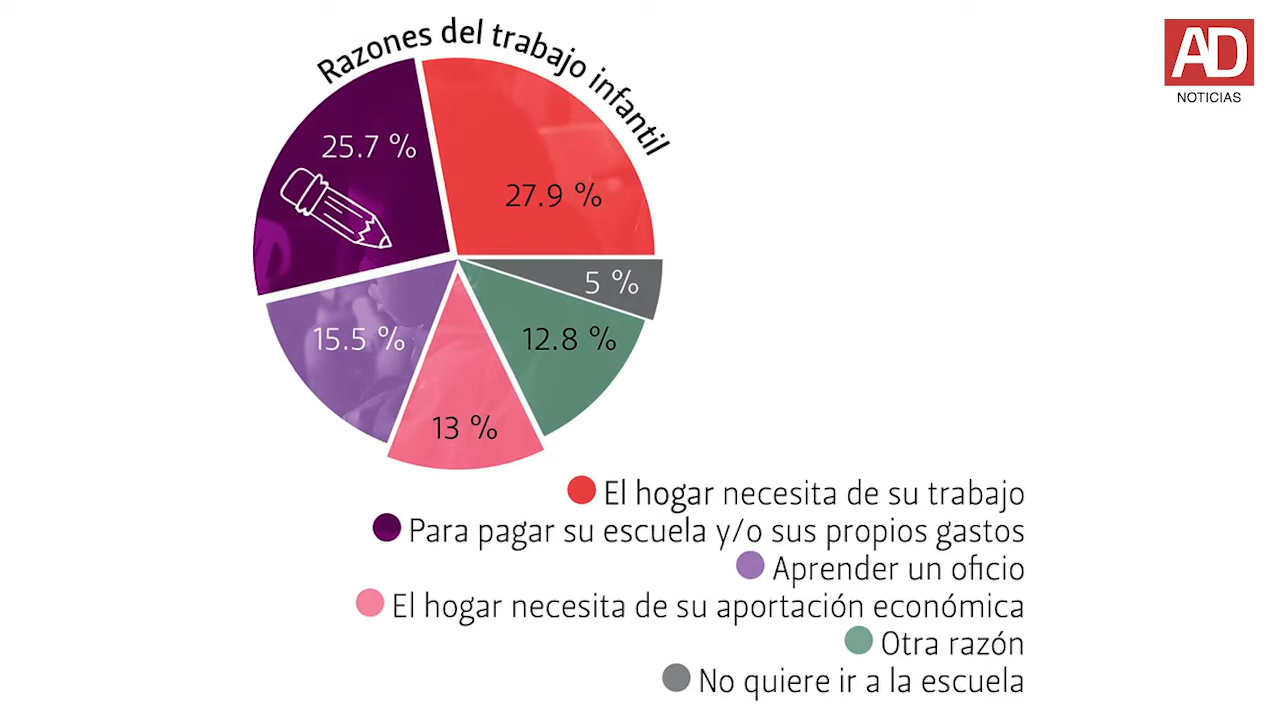 Razones del trabajo infantil
AD
NOTICIAS
25.7 %
27.9 %
5 %
15.5 %
12.8 %
13 %
El hogar necesita de su trabajo
Para pagar su escuela y/o sus propios gastos
Aprender un oficio
El hogar necesita de su aportación económica
Otra razón
No quiere ir a la escuela